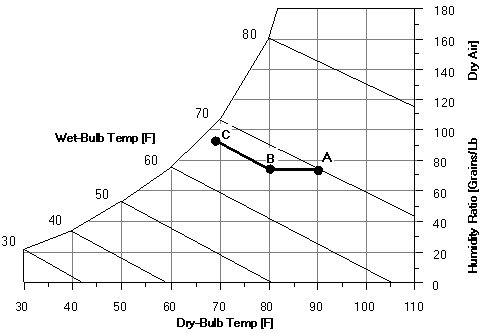 180
160
140
120
100
80
60
40
20
0
Dry Air]
Humidity Ratio [Grains/Lb
80
70
60
50
40
30
Wet-Bulb Temp [F]
C
B
A
30 40 50 60 70 80 90 100 110
Dry-Bulb Temp [F]